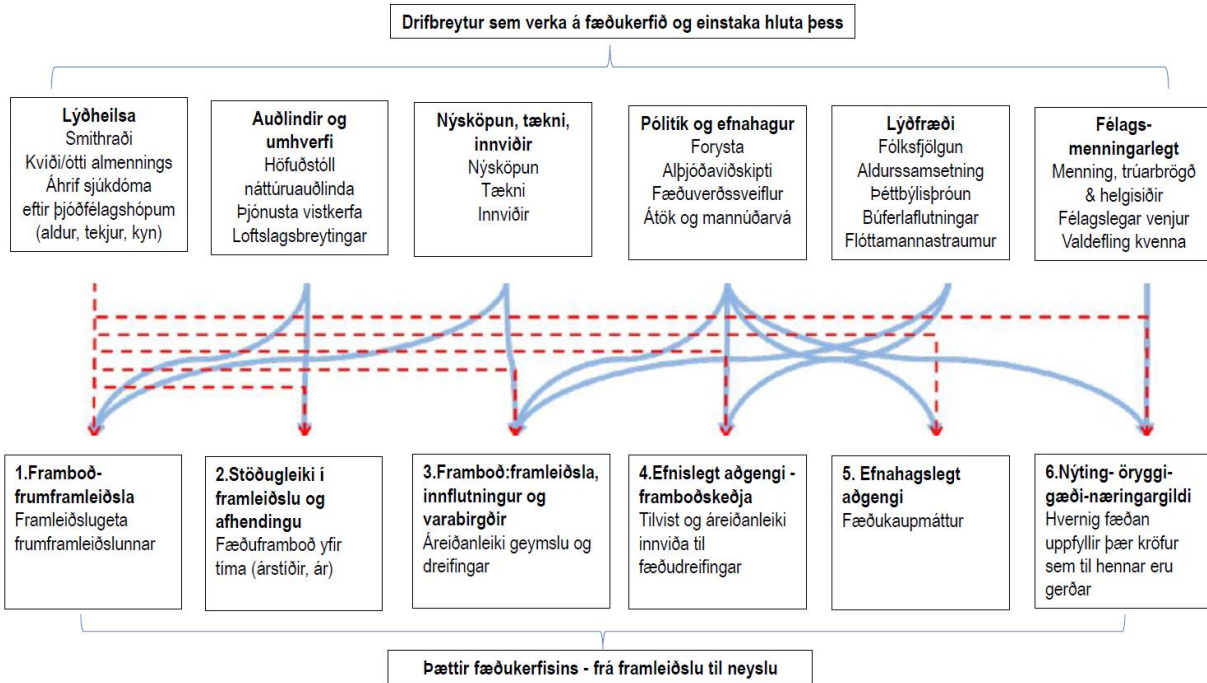 Drifbreytur sem verka á fæðukerfið og einstaka hluta þess
Lýðheilsa
Smithraði
Kvíði/ótti almennings
Áhrif sjúkdóma
eftir þjóðfélagshópum
(aldur, tekjur, kyn)
Auðlindir og
umhverfi
Höfuðstóll
náttúruauðlinda
Þjónusta vistkerfa
Loftslagsbreytingar
Nýsköpun, tækni,
innviðir
Nýsköpun
Tækni
Innviðir
Pólitík og efnahagur
Forysta
Alþjóðaviðskipti
Fæðuverðssveiflur
Átök og mannúðarvá
Lýðfræði
Fólksfjölgun
Aldurssamsetning
Þéttbýlisþróun
Búferlaflutningar
Flóttamannastraumur
Félags-
menningarlegt
Menning, trúarbrögð
& helgisiðir
Félagslegar venjur
Valdefling kvenna
1.Framboð-
frumframleiðsla
Framleiðslugeta
frumframleiðslunnar
2.Stöðugleiki í
framleiðslu og
afhendingu
Fæðuframboð yfir
tíma (árstíðir, ár)
3.Framboð:framleiðsla,
innflutningur og
varabirgðir
Áreiðanleiki geymslu og
dreifingar
4.Efnislegt aðgengi -
framboðskeðja
Tilvist og áreiðanleiki
innviða til
fæðudreifingar
5. Efnahagslegt
aðgengi
Fæðukaupmáttur
6.Nýting- öryggi-
gæði-næringargildi
Hvernig fæðan
uppfyllir þær kröfur
sem til hennar eru
gerðar
Þættir fæðukerfisins - frá framleiðslu til neyslu